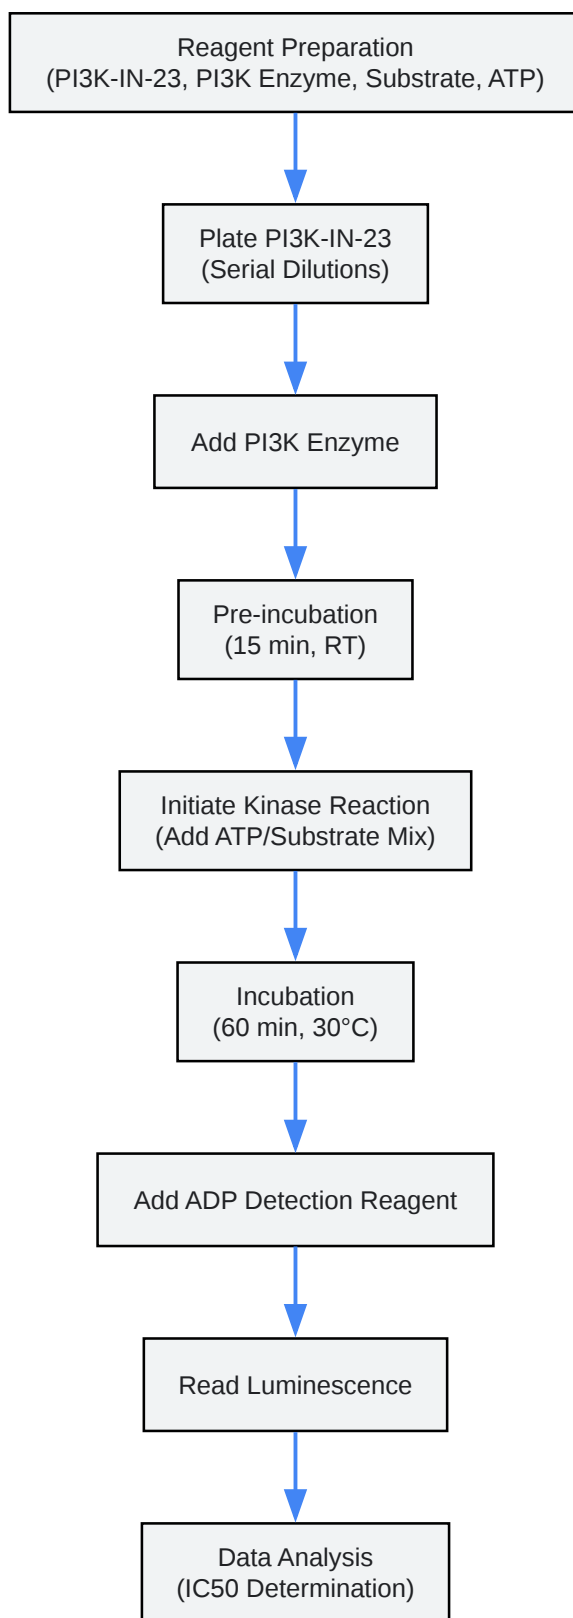 Reagent Preparation
(PI3K-IN-23, PI3K Enzyme, Substrate, ATP)
Plate PI3K-IN-23
(Serial Dilutions)
Add PI3K Enzyme
Pre-incubation
(15 min, RT)
Initiate Kinase Reaction
(Add ATP/Substrate Mix)
Incubation
(60 min, 30°C)
Add ADP Detection Reagent
Read Luminescence
Data Analysis
(IC50 Determination)